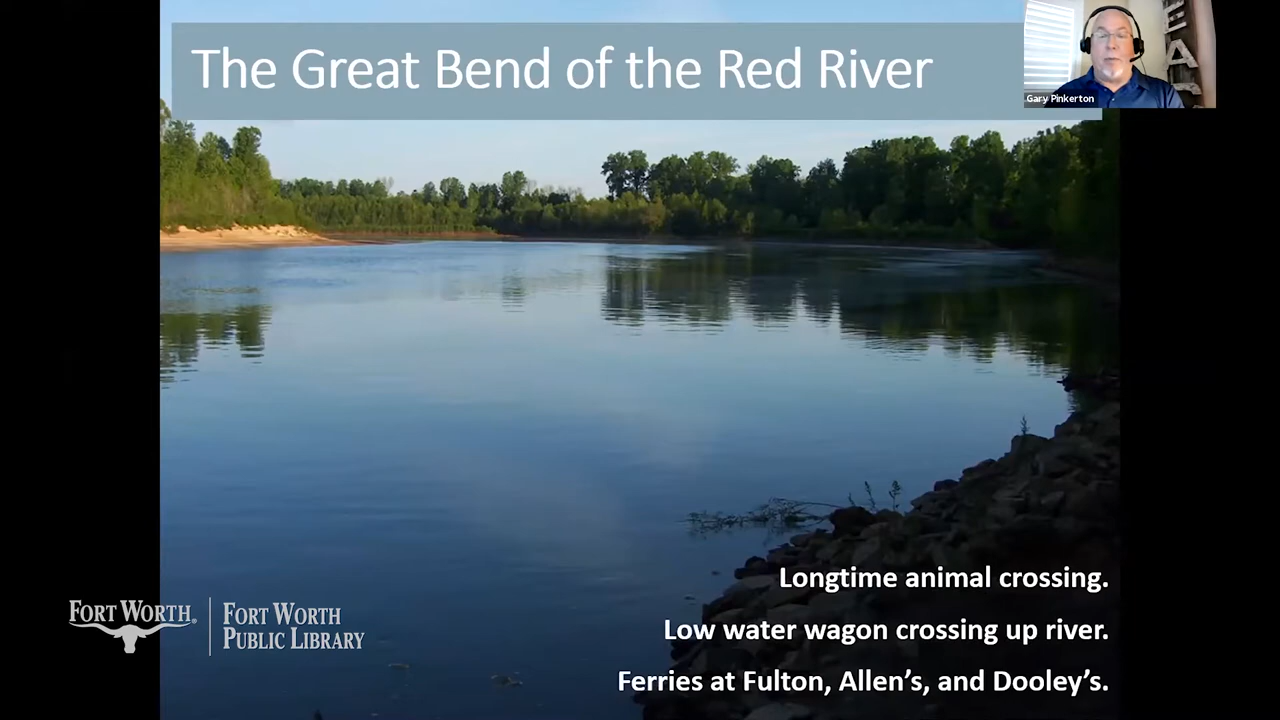 The Great Bend of the Red River
Gary Pinkerton
Longtime animal crossing.
Low water wagon crossing up river.
Ferries at Fulton, Allen's, and Dooley's.
FORT WORTH®
FORT WORTH
PUBLIC LIBRARY